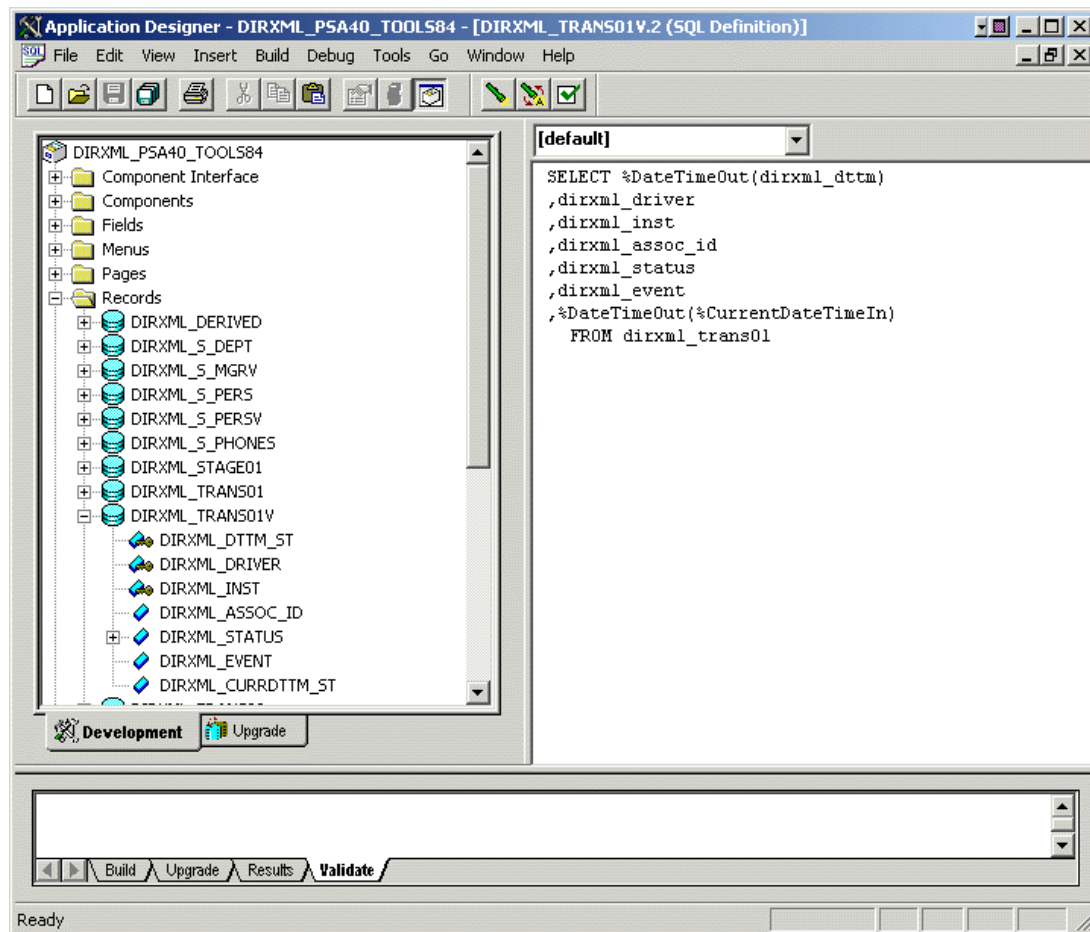 Application Designer - DIRXML_PSA40_TOOLS84 - [DIRXML_TRANS01V.2 (SQL Definition)]
SQL File Edit View Insert Build Debug Tools Go Window Help
[default]
DIRXML_PSA40_TOOLS84
Component Interface
Components
Fields
Menus
Pages
Records
DIRXML_DERIVED
DIRXML_S_DEPT
DIRXML_S_MGRV
DIRXML_S_PERS
DIRXML_S_PERSV
DIRXML_S_PHONES
DIRXML_STAGE01
DIRXML_TRANS01
DIRXML_TRANS01V
DIRXML_DTTM_ST
DIRXML_DRIVER
DIRXML_INST
DIRXML_ASSOC_ID
DIRXML_STATUS
DIRXML_EVENT
DIRXML_CURRDTTM_ST
Development Upgrade
SELECT %DateTimeOut(dirxml_dttm)
,dirxml_driver
,dirxml_inst
,dirxml_assoc_id
,dirxml_status
,dirxml_event
,%DateTimeOut(%CurrentDateTimeIn)
FROM dirxml_trans01
Build Upgrade Results Validate
Ready